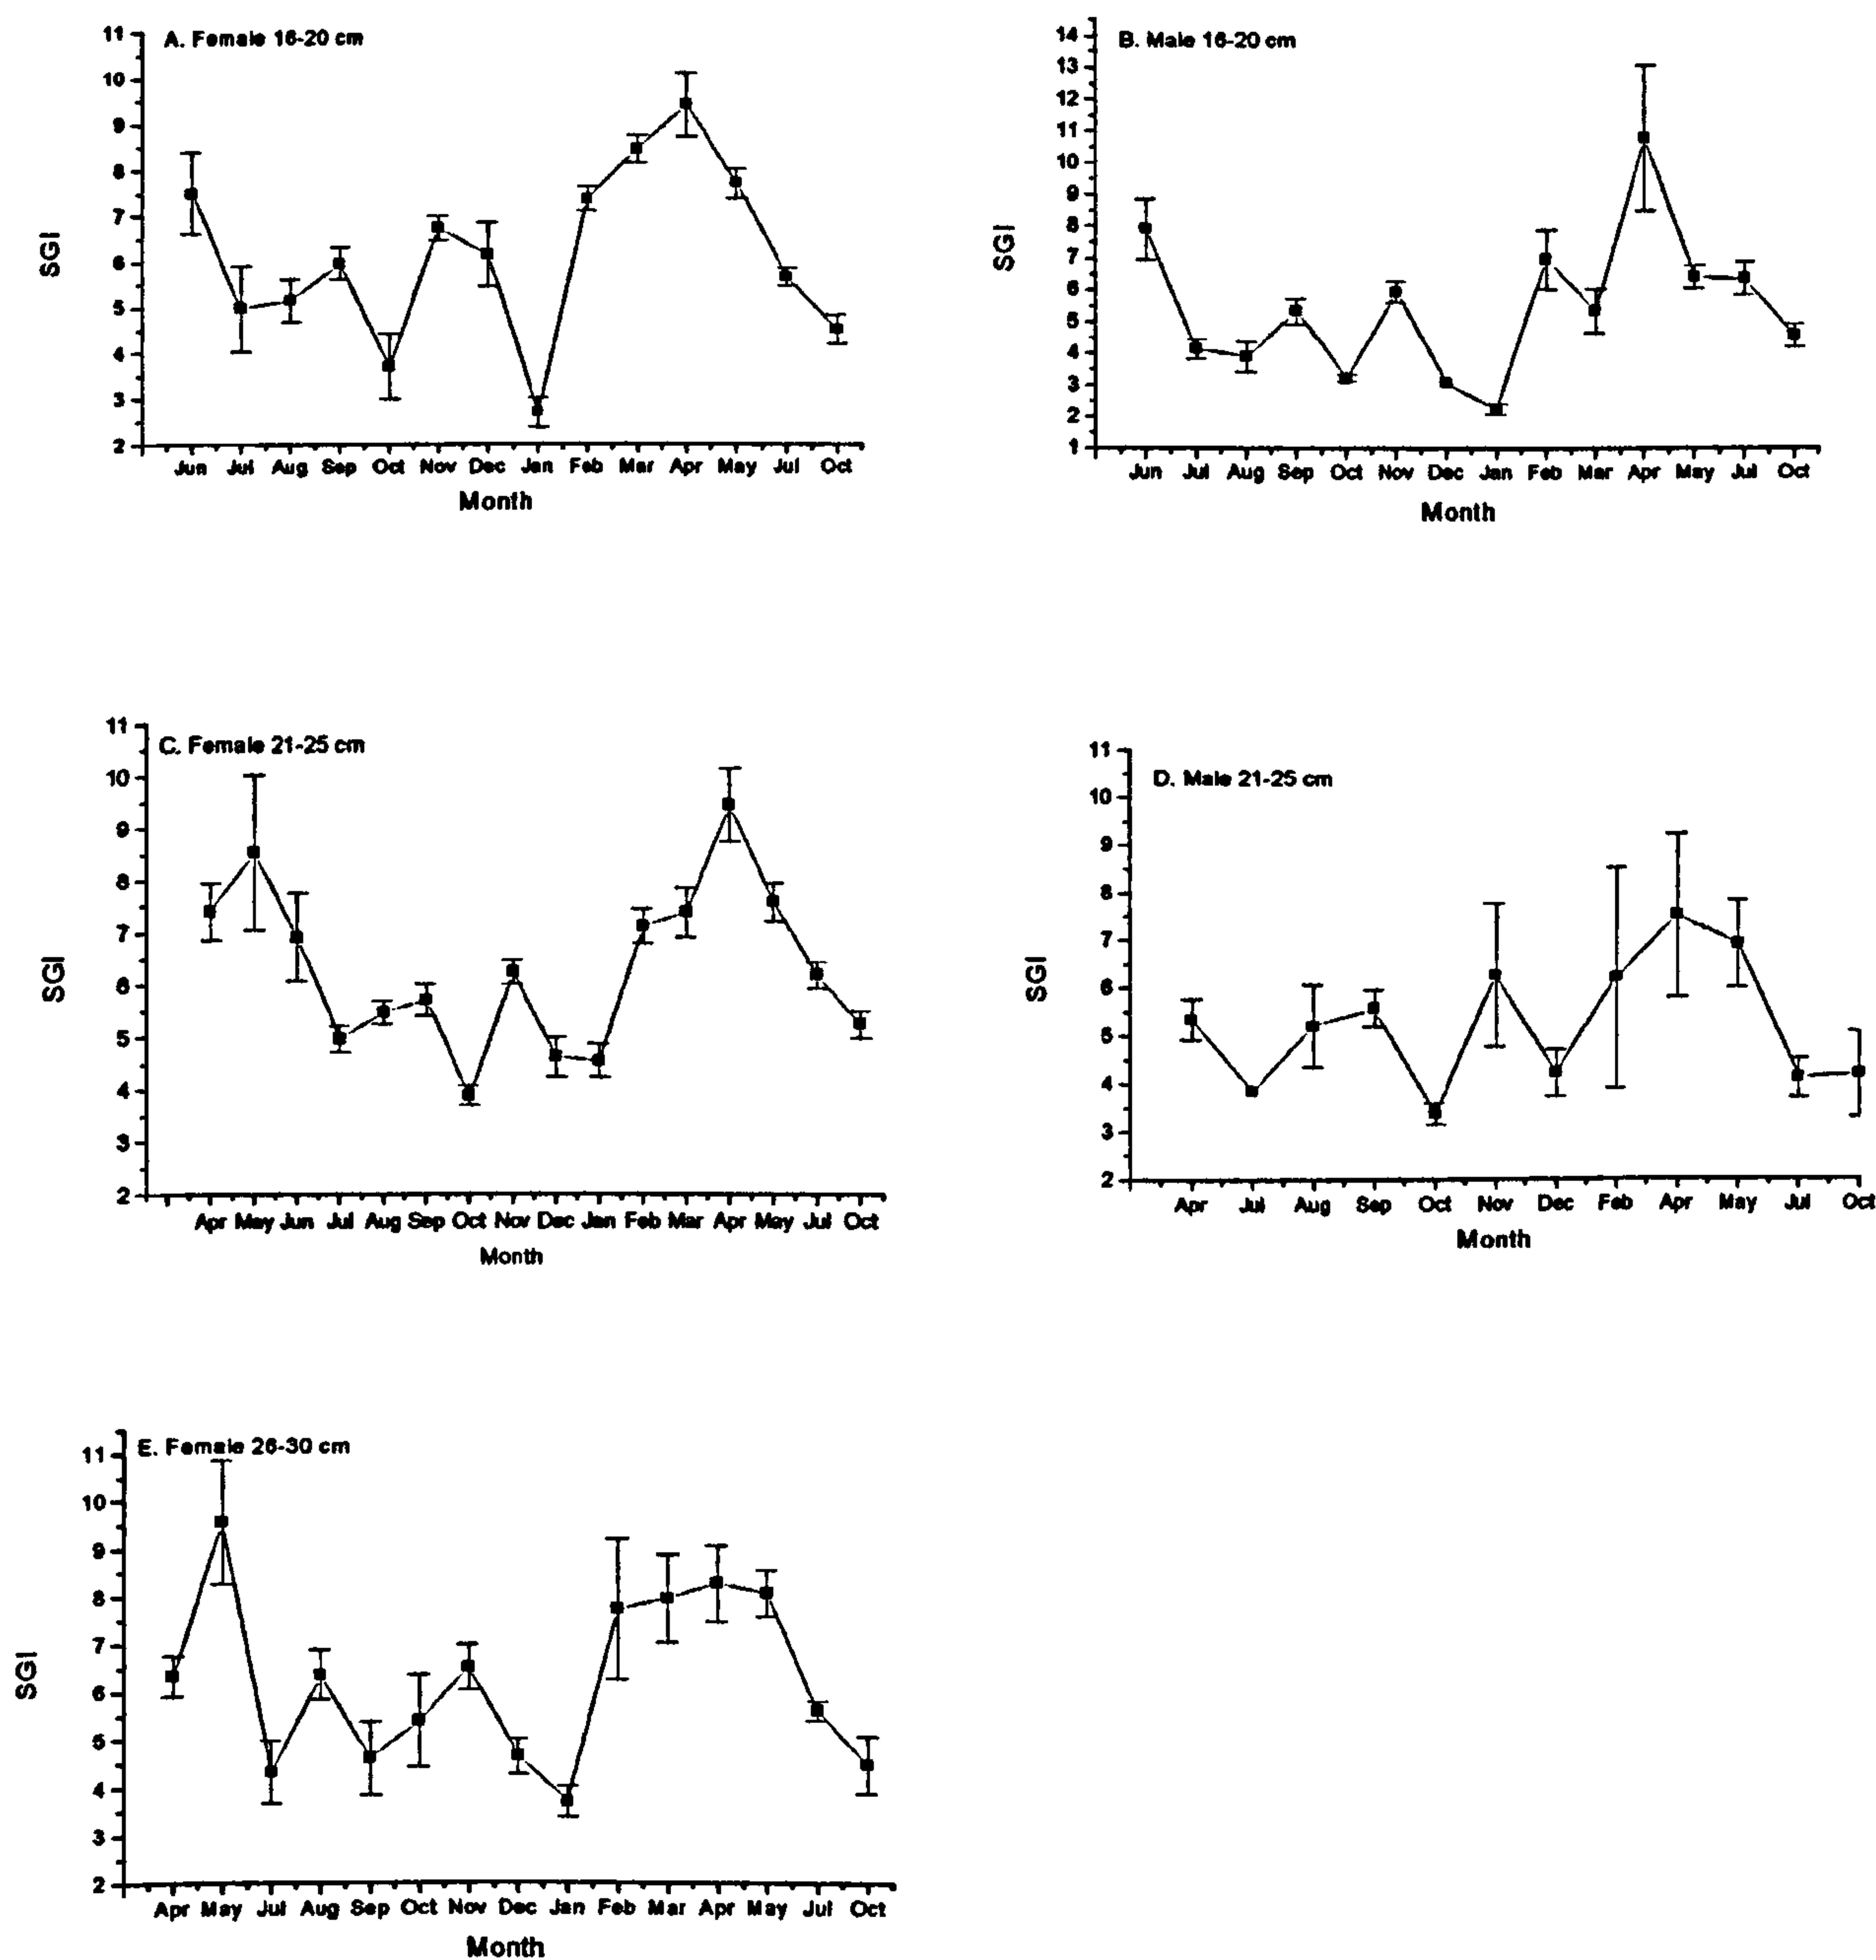 A. Female 16-20 cm
11
10
9
8
7
6
5
4
3
2
SGI
Jun Jul Aug Sep Oct Nov Dec Jan Feb Mar Apr May Jul Oct
Month
B. Male 16-20 cm
14
13
12
11
10
9
8
7
6
5
4
3
2
1
SGI
Jun Jul Aug Sep Oct Nov Dec Jan Feb Mar Apr May Jul Oct
Month
C. Female 21-25 cm
11
10
9
8
7
6
5
4
3
2
SGI
Apr May Jun Jul Aug Sep Oct Nov Dec Jan Feb Mar Apr May Jul Oct
Month
D. Male 21-25 cm
11
10
9
8
7
6
5
4
3
2
SGI
Apr Jul Aug Sep Oct Nov Dec Feb Apr May Jul Oct
Month
E. Female 26-30 cm
11
10
9
8
7
6
5
4
3
2
SGI
Apr May Jul Aug Sep Oct Nov Dec Jan Feb Mar Apr May Jul Oct
Month